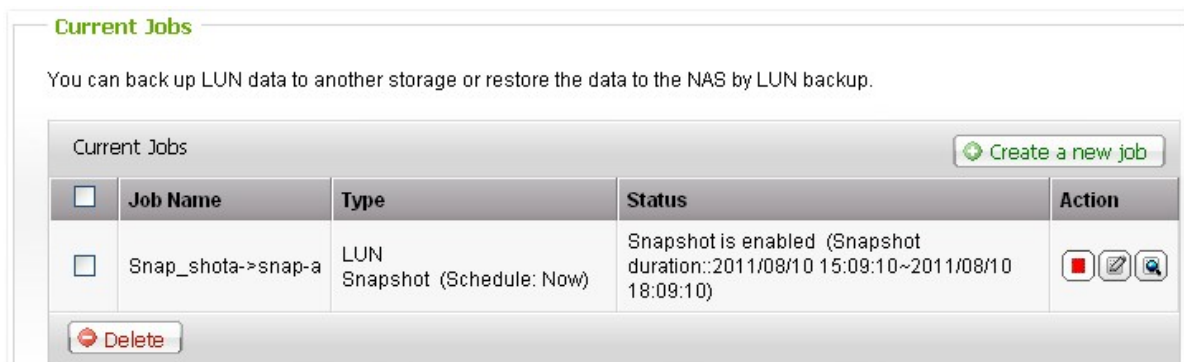 Current Jobs
You can back up LUN data to another storage or restore the data to the NAS by LUN backup.
Current Jobs
Create a new job
Job Name
Type
Status
Action
Snap_shota->snap-a
LUN
Snapshot (Schedule: Now)
Snapshot is enabled (Snapshot
duration::2011/08/10 15:09:10~2011/08/10
18:09:10)
Delete